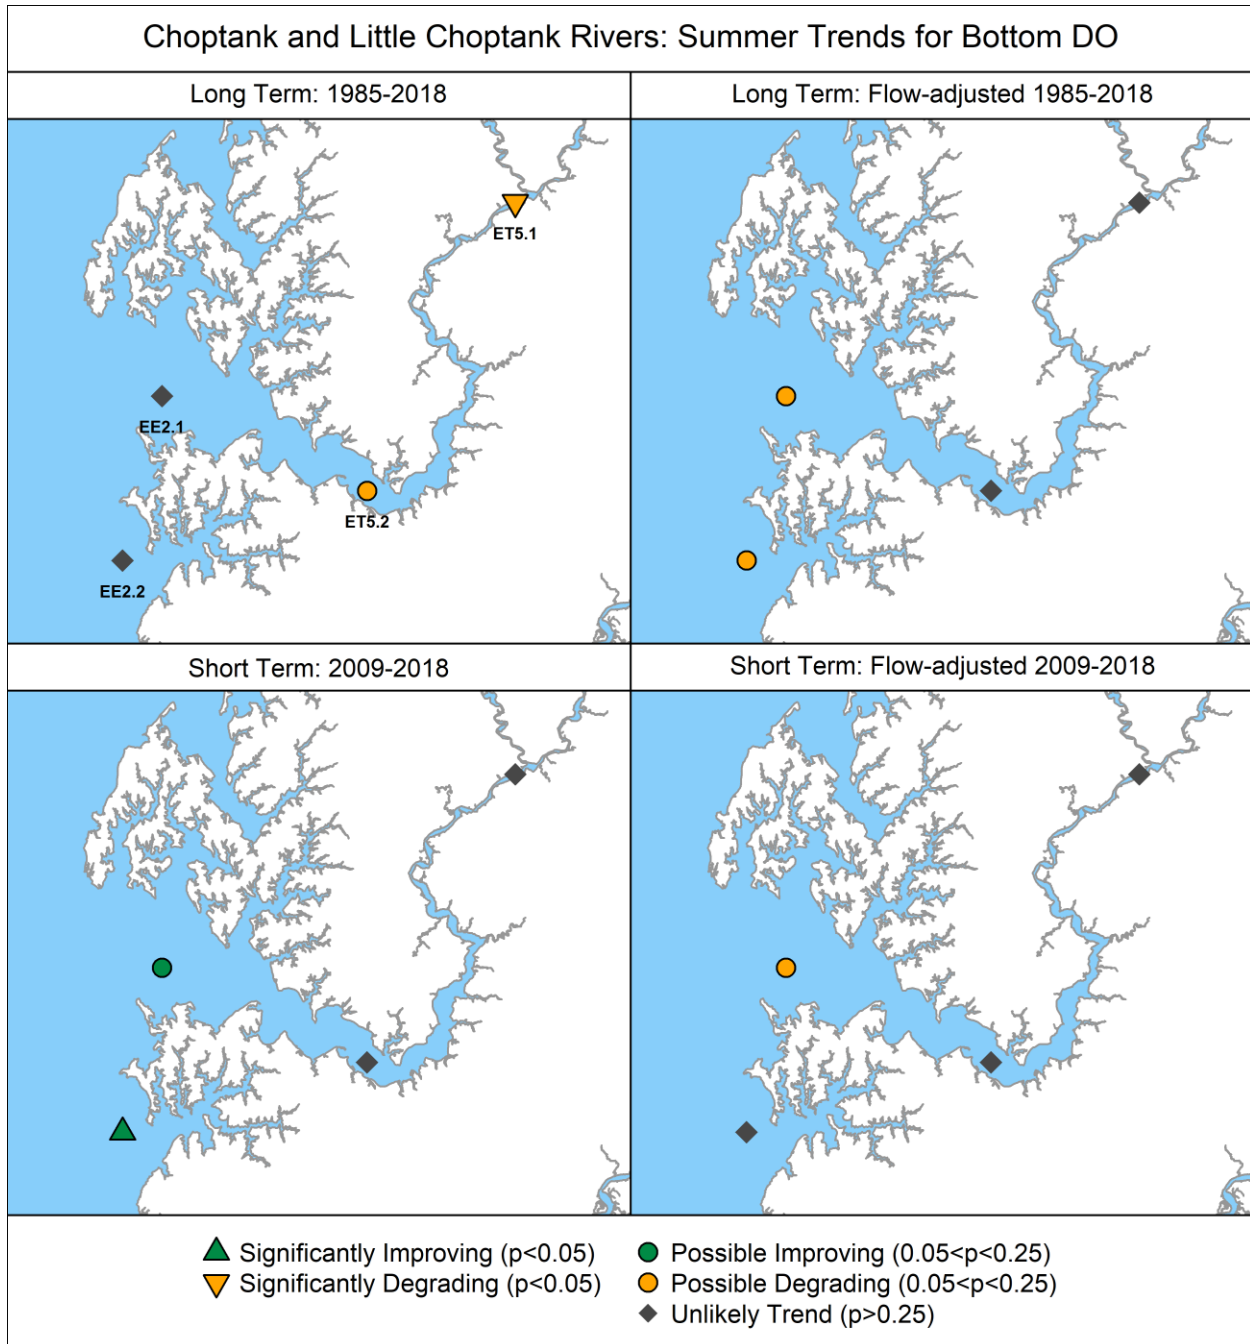 Choptank and Little Choptank Rivers: Summer Trends for Bottom DO
Long Term: 1985-2018
Long Term: Flow-adjusted 1985-2018
ET5.1
EE2.1
ET5.2
EE2.2
Short Term: 2009-2018
Short Term: Flow-adjusted 2009-2018
Significantly Improving (p<0.05)
Possible Improving (0.05<p<0.25)
Significantly Degrading (p<0.05)
Possible Degrading (0.05<p<0.25)
Unlikely Trend (p>0.25)